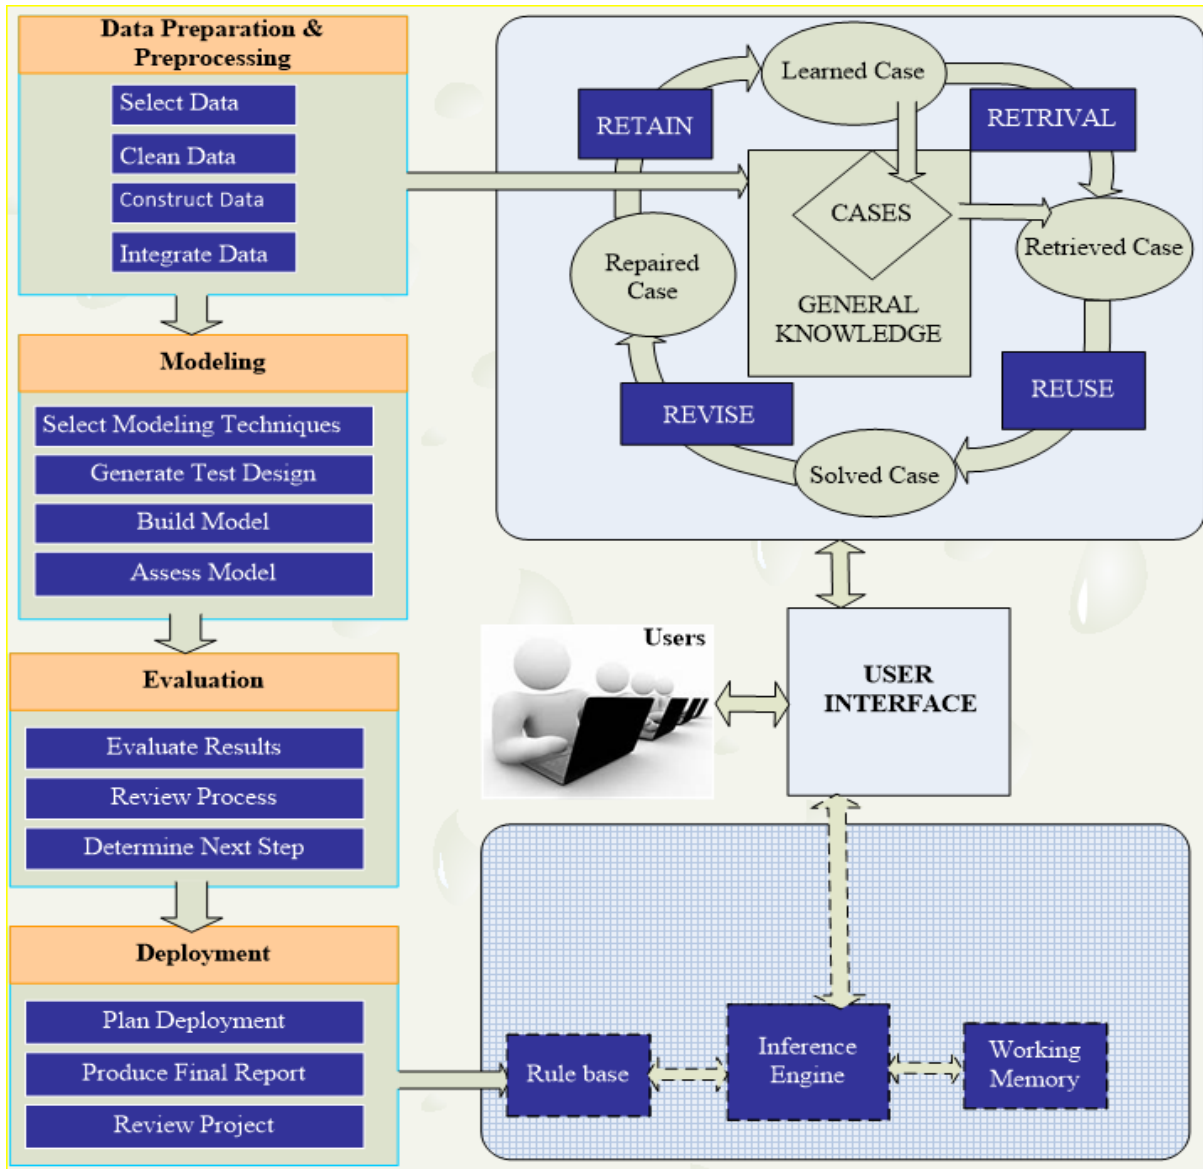 Data Preparation &
Preprocessing
Select Data
Clean Data
Construct Data
Integrate Data
Modeling
Select Modeling Techniques
Generate Test Design
Build Model
Assess Model
Evaluation
Evaluate Results
Review Process
Determine Next Step
Deployment
Plan Deployment
Produce Final Report
Review Project
Learned Case
RETAIN
RETRIVAL
CASES
Repaired
Case
Retrieved Case
GENERAL
KNOWLEDGE
REVISE
REUSE
Solved Case
Users
USER
INTERFACE
Rule base
Inference
Engine
Working
Memory